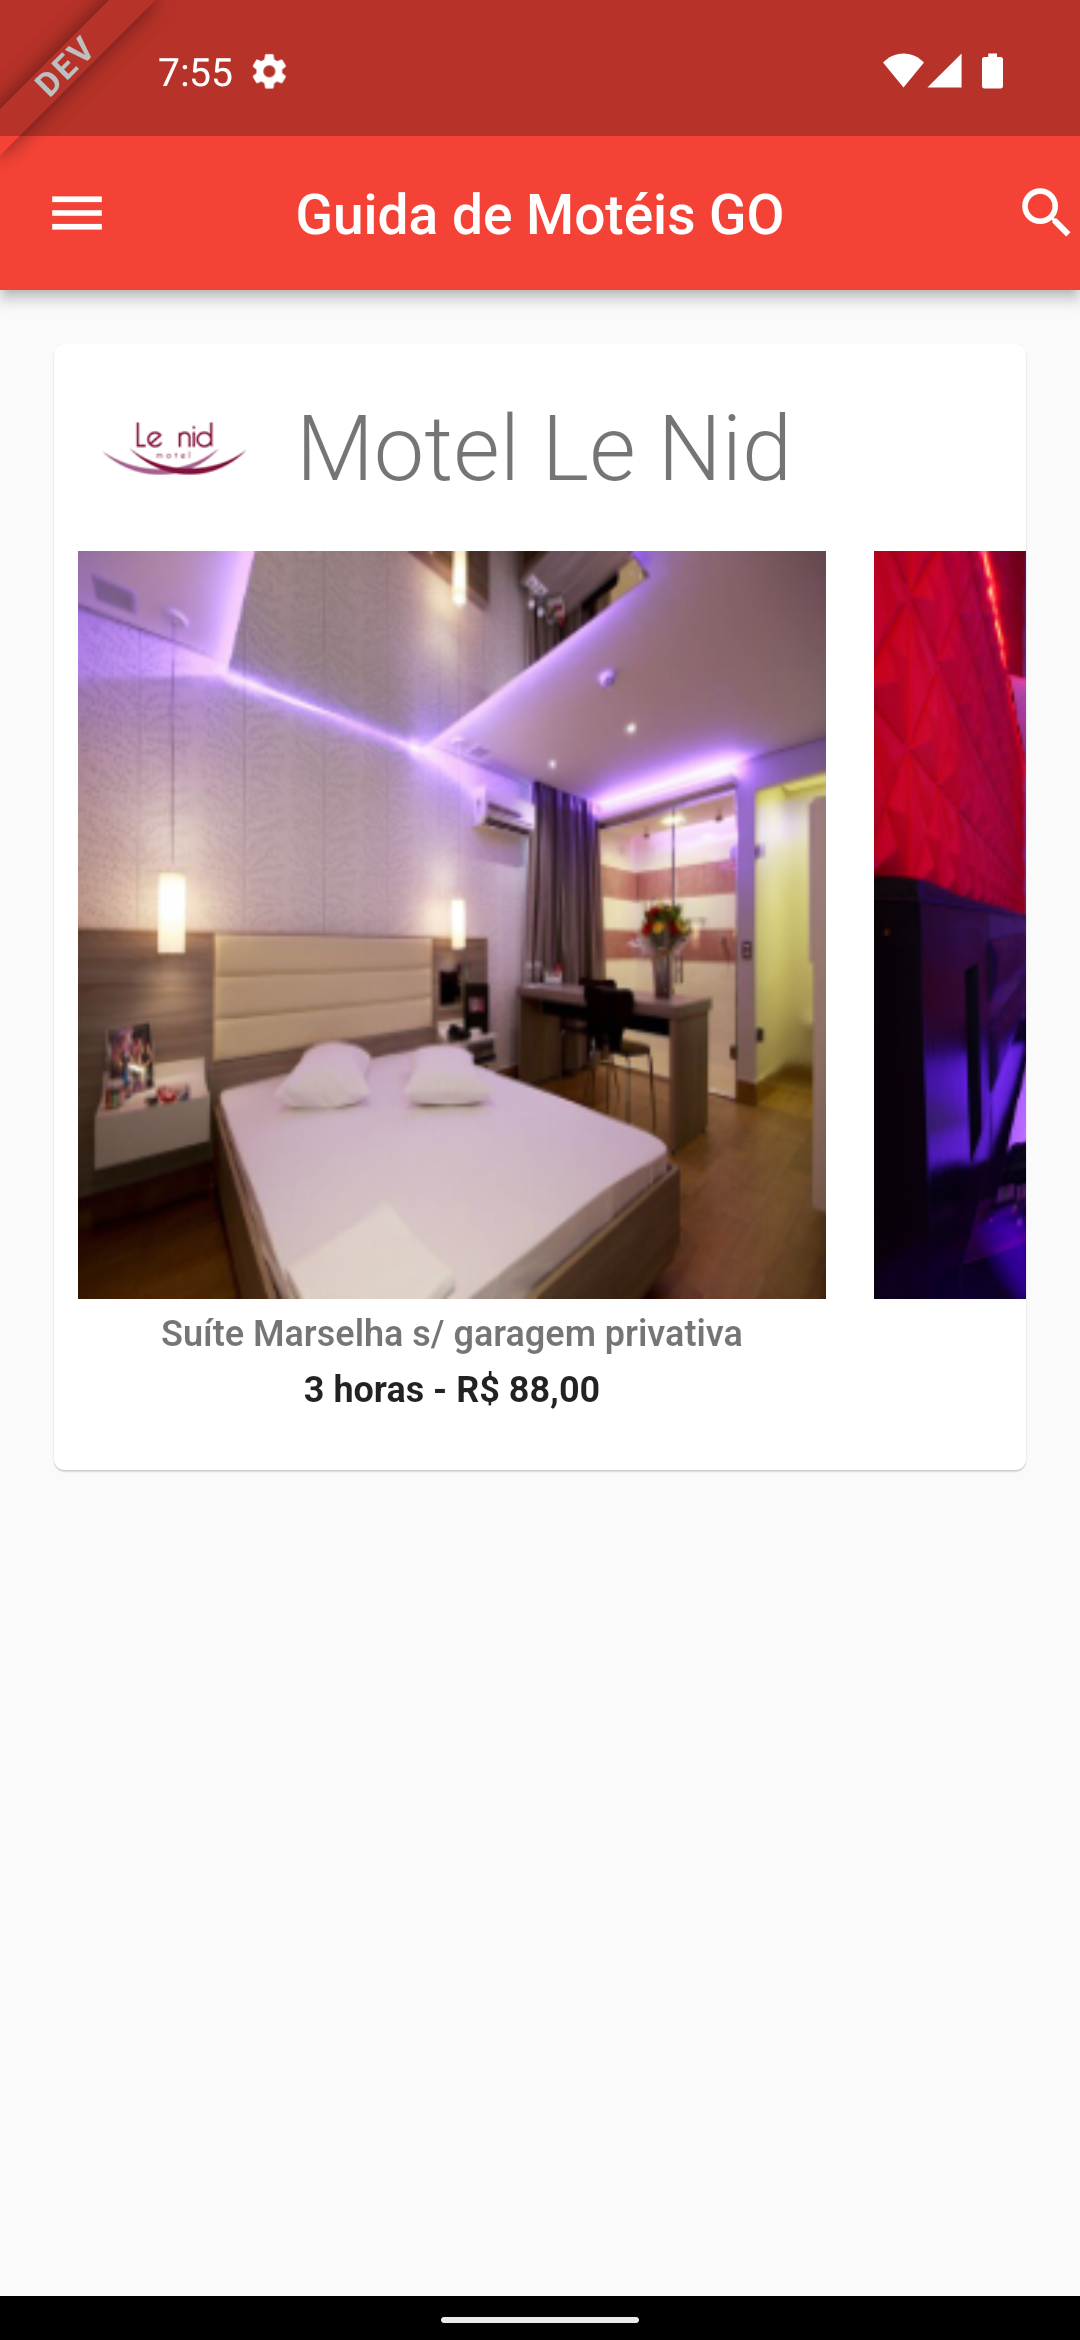 DEV
7:55
Guida de Motéis GO
Le nid
motel
Motel Le Nid
Suíte Marselha s/ garagem privativa
3 horas - R$ 88,00